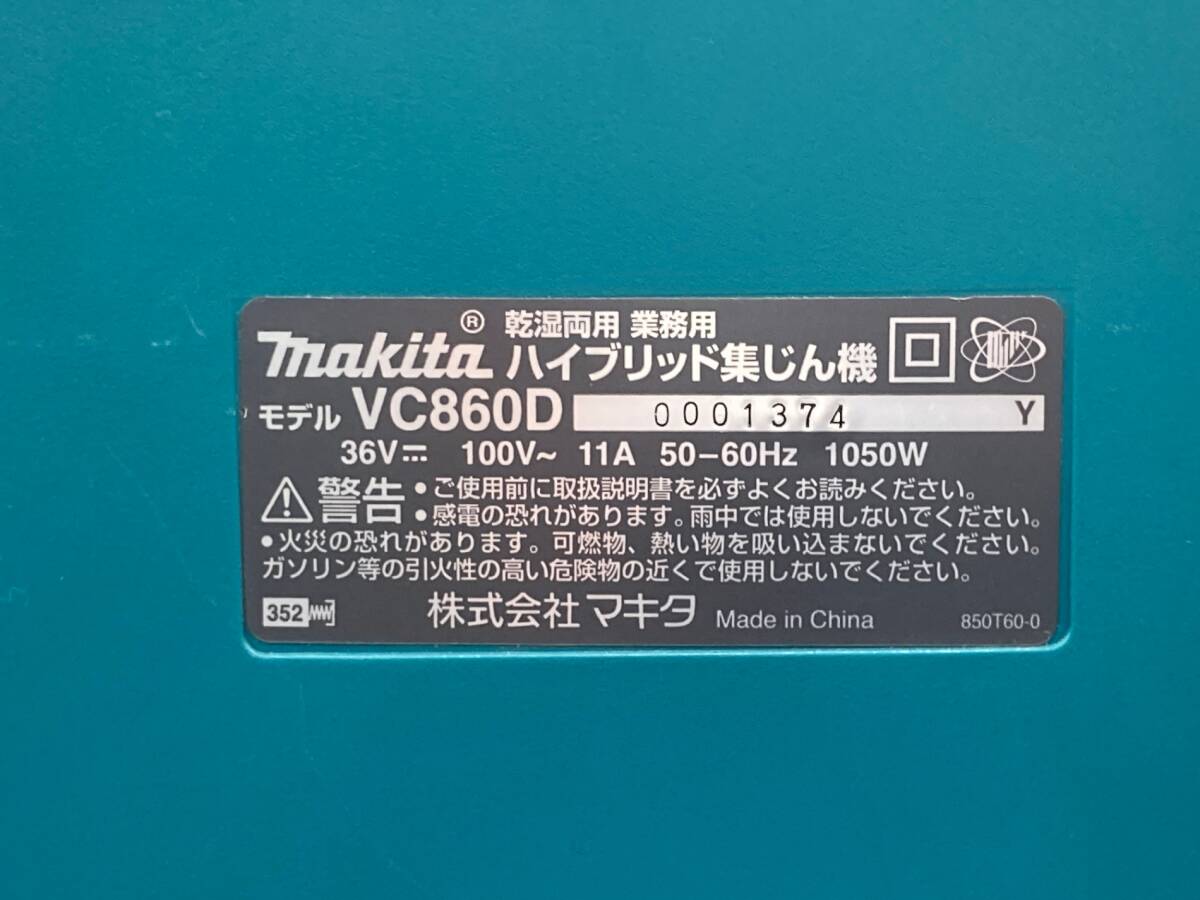 makita® 乾湿両用 業務用
ハイブリッド集じん機
モデル VC860D 0001374 Y
36V⎓ 100V~ 11A 50-60Hz 1050W
⚠警告 •ご使用前に取扱説明書を必ずよくお読みください。
•感電の恐れがあります。雨中では使用しないでください。
•火災の恐れがあります。可燃物、熱い物を吸い込まないでください。
ガソリン等の引火性の高い危険物の近くで使用しないでください。
352 株式会社 マキタ Made in China 850T60-0